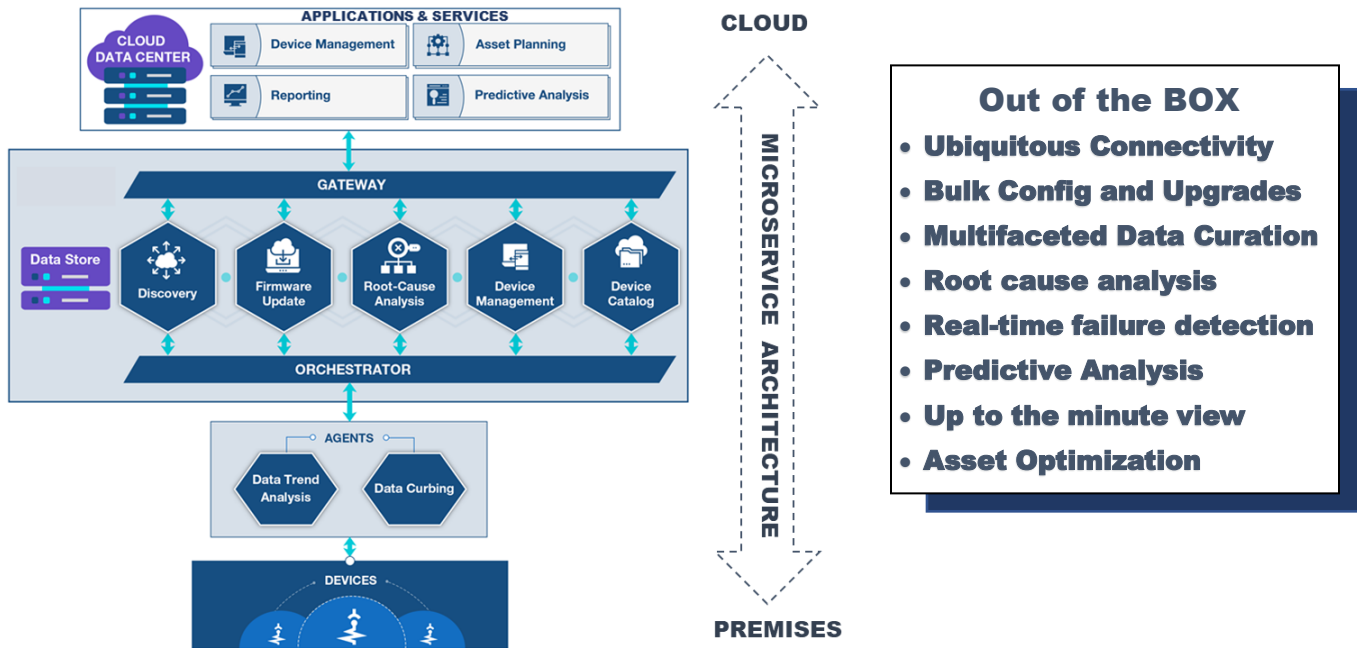 APPLICATIONS & SERVICES
CLOUD
DATA CENTER
Device Management
Asset Planning
Reporting
Predictive Analysis
GATEWAY
Data Store
Discovery
Firmware
Update
Root-Cause
Analysis
Device
Management
Device
Catalog
ORCHESTRATOR
AGENTS
Data Trend
Analysis
Data Curbing
DEVICES
CLOUD
MICROSERVICE ARCHITECTURE
PREMISES
Out of the BOX
• Ubiquitous Connectivity
• Bulk Config and Upgrades
• Multifaceted Data Curation
• Root cause analysis
• Real-time failure detection
• Predictive Analysis
• Up to the minute view
• Asset Optimization